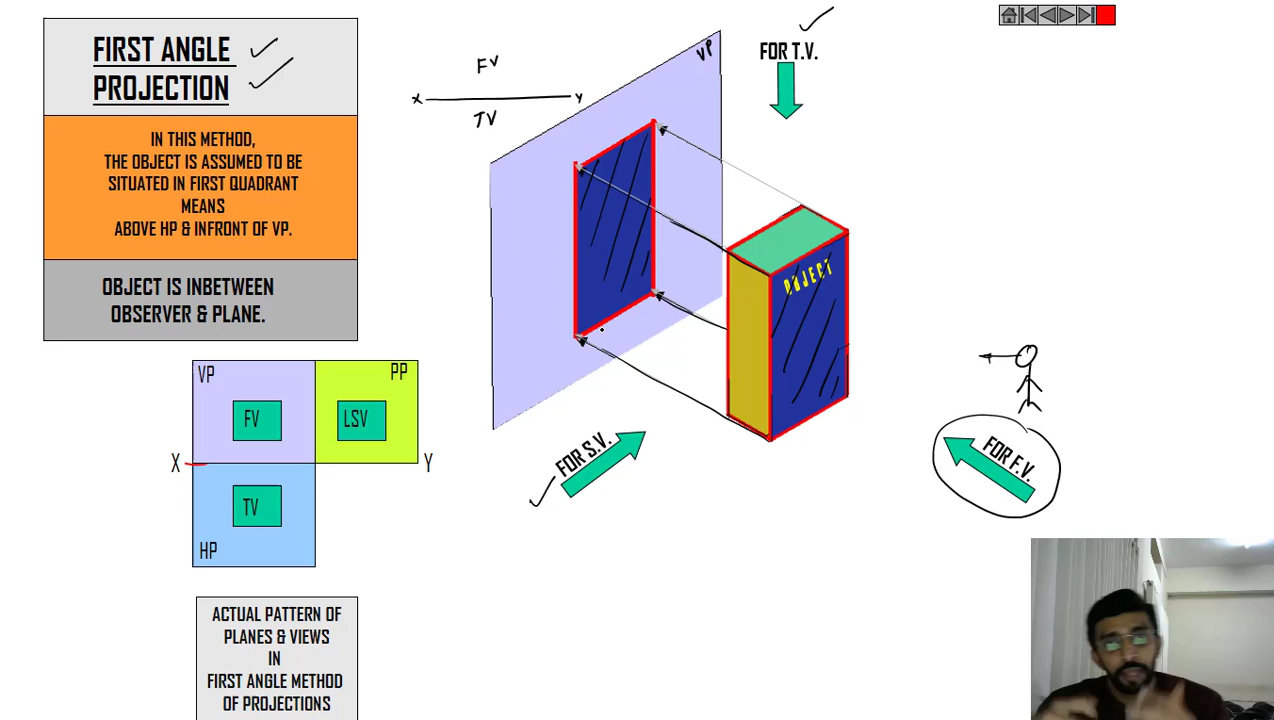 FIRST ANGLE
PROJECTION
IN THIS METHOD,
THE OBJECT IS ASSUMED TO BE
SITUATED IN FIRST QUADRANT
MEANS
ABOVE HP & INFRONT OF VP.
OBJECT IS INBETWEEN
OBSERVER & PLANE.
VP
PP
FV
LSV
X
Y
TV
HP
ACTUAL PATTERN OF
PLANES & VIEWS
IN
FIRST ANGLE METHOD
OF PROJECTIONS
FV
X
Y
TV
VP
FOR T.V.
OBJECT
FOR S.V.
FOR F.V.